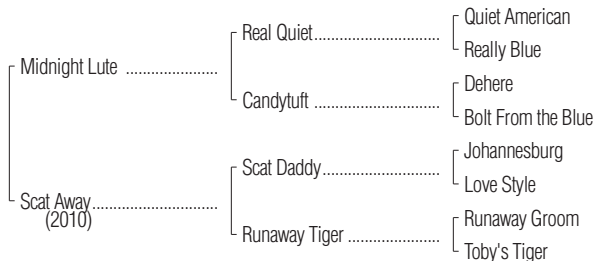 Quiet American
Real Quiet
Really Blue
Midnight Lute
Dehere
Candytuft
Bolt From the Blue
Johannesburg
Scat Daddy
Love Style
Scat Away
(2010)
Runaway Groom
Runaway Tiger
Toby's Tiger